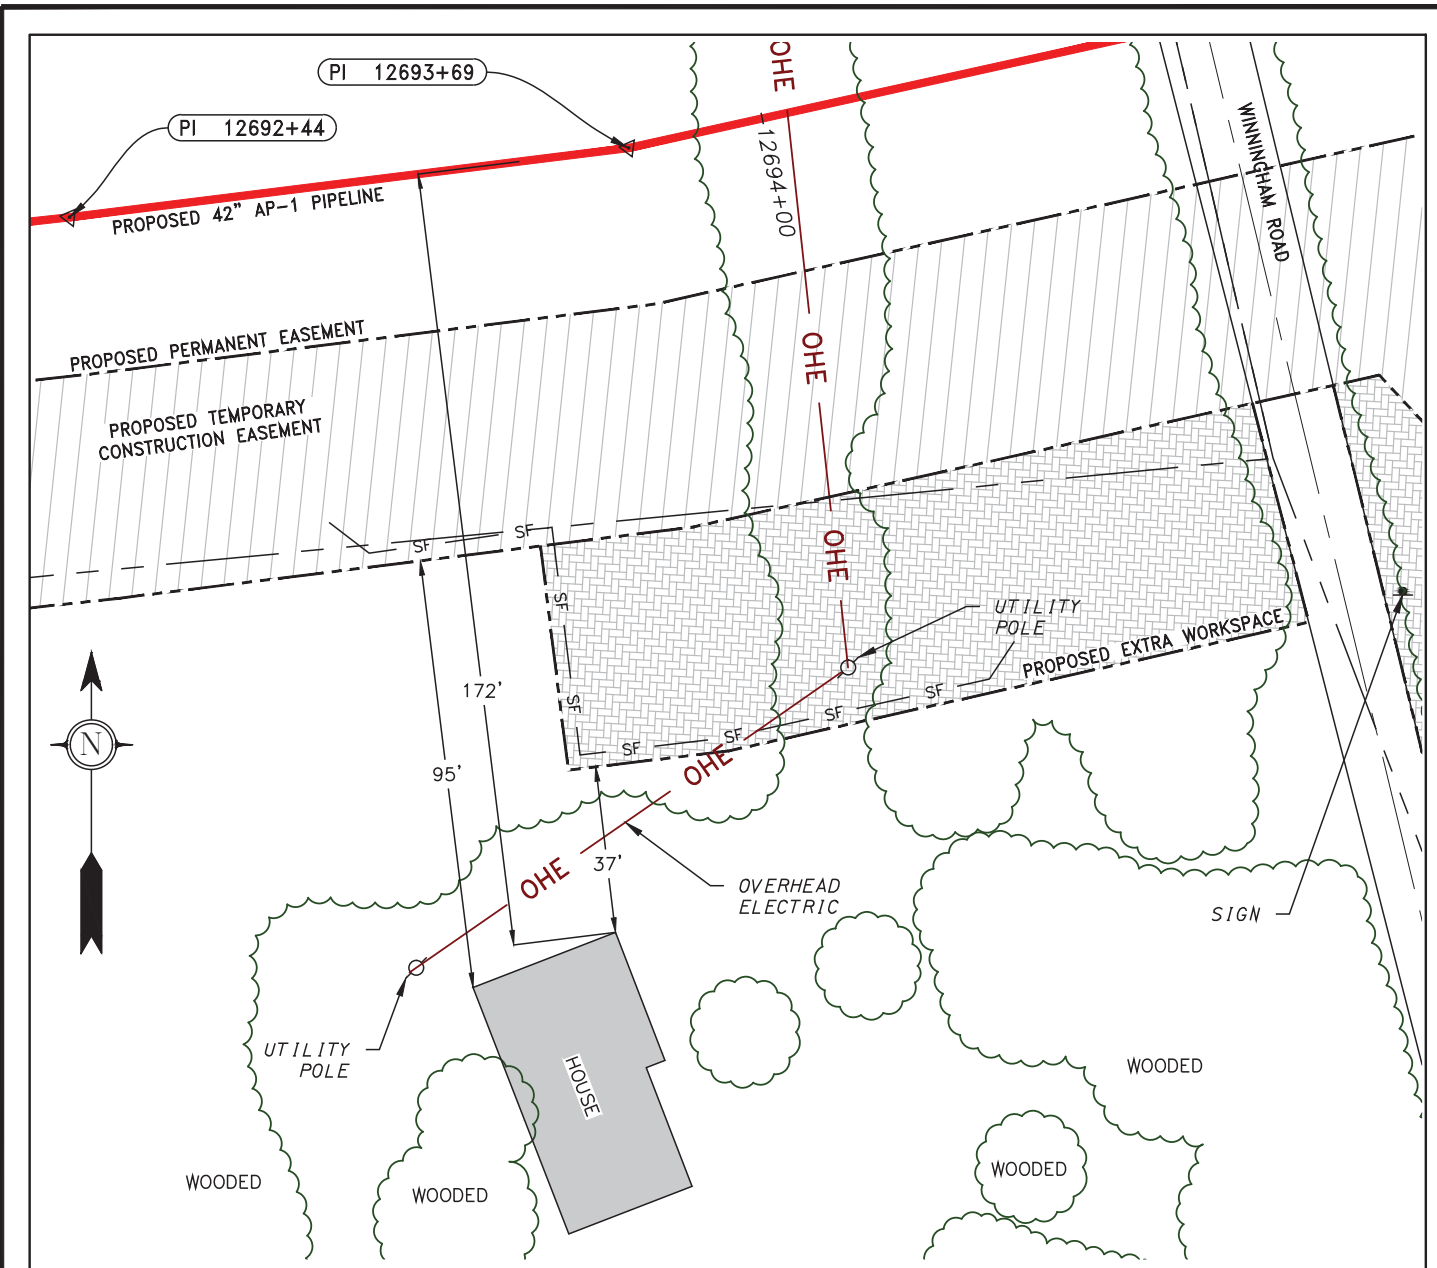 OHE
PI 12693+69
PI 12692+44
WINNINGHAM ROAD
12694+00
PROPOSED 42" AP-1 PIPELINE
PROPOSED PERMANENT EASEMENT
OHE
PROPOSED TEMPORARY
CONSTRUCTION EASEMENT
SF
SF
OHE
SF
UTILITY
POLE
PROPOSED EXTRA WORKSPACE
172'
SF
SF
SF
SF
SF
N
95'
OHE
37'
OHE
OVERHEAD
ELECTRIC
SIGN
UTILITY
POLE
HOUSE
WOODED
WOODED
WOODED
WOODED